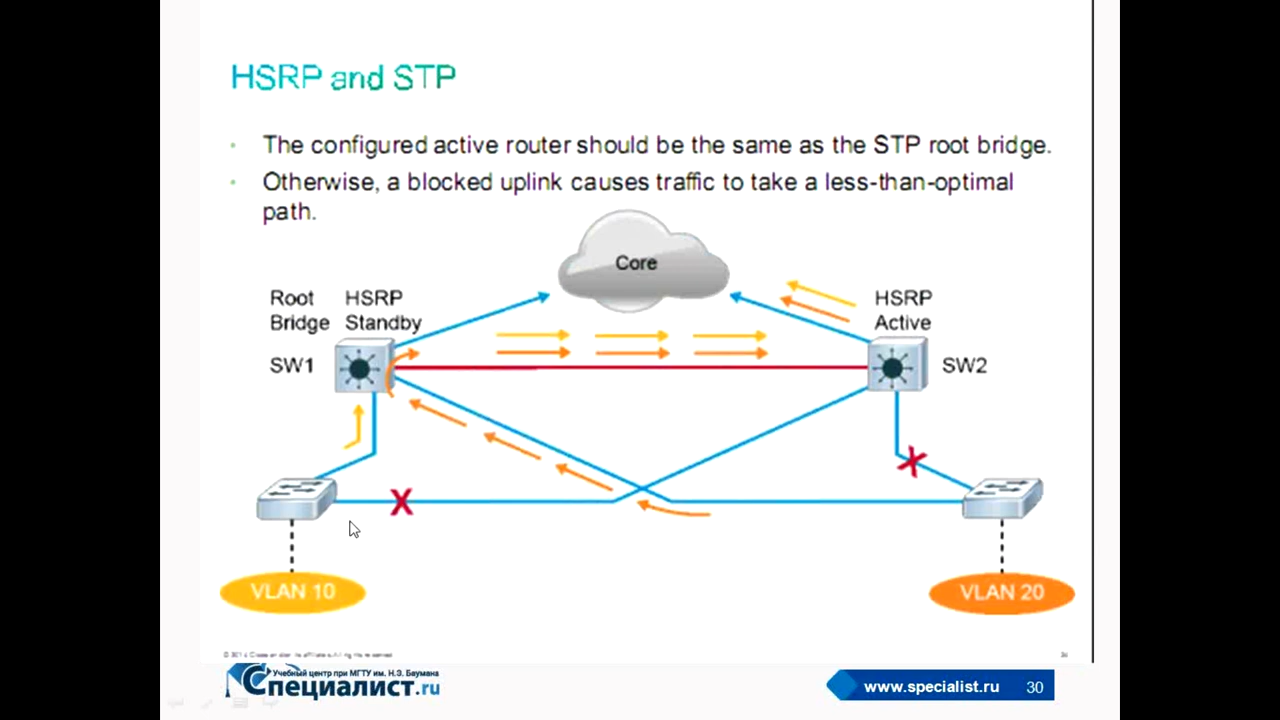 HSRP and STP
• The configured active router should be the same as the STP root bridge.
• Otherwise, a blocked uplink causes traffic to take a less-than-optimal
path.
Core
Root Bridge
HSRP Standby
HSRP Active
SW1
SW2
X
X
VLAN 10
VLAN 20
Учебный центр при МГТУ им. Н.Э. Баумана
Специалист.ru
www.specialist.ru 30